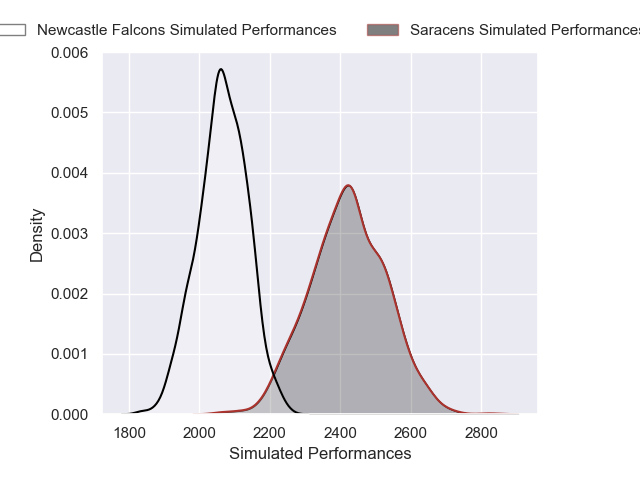 Newcastle Falcons Simulated Performances
Saracens Simulated Performances
0.006
0.005
0.004
0.003
0.002
0.001
0.000
Density
1800 2000 2200 2400 2600 2800
Simulated Performances